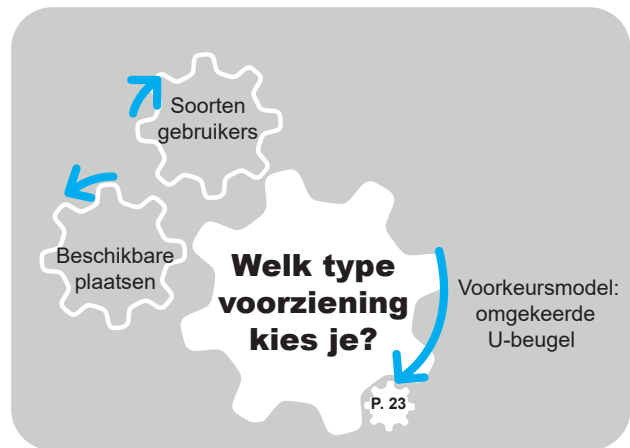 Soorten
gebruikers
Beschikbare
plaatsen
Welk type
voorziening
kies je?
Voorkeursmodel:
omgekeerde
U-beugel
P. 23